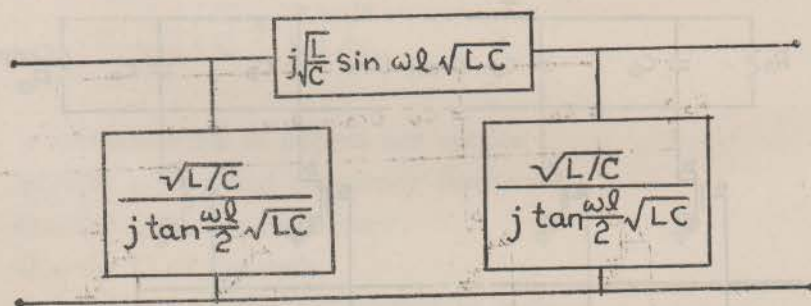 j√(L/C) sin ωℓ √LC
√L/C
j tan ωℓ/2 √LC
√L/C
j tan ωℓ/2 √LC